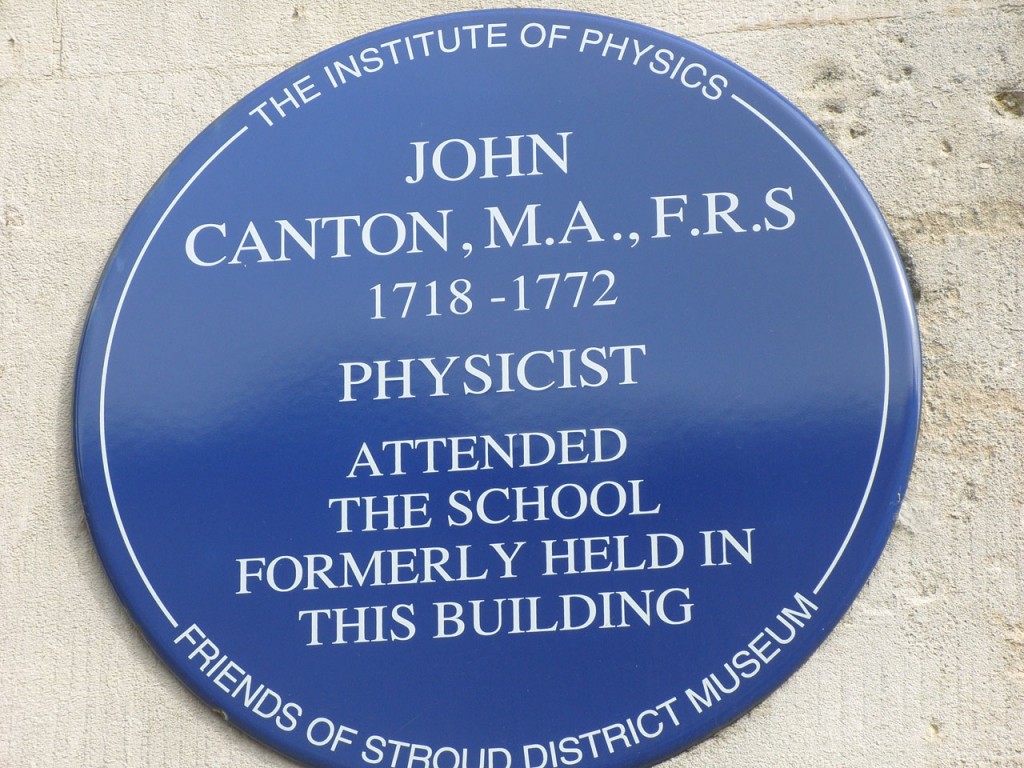 THE INSTITUTE OF PHYSICS
JOHN
CANTON, M.A., F.R.S
1718 -1772
PHYSICIST
ATTENDED
THE SCHOOL
FORMERLY HELD IN
THIS BUILDING
FRIENDS OF STROUD DISTRICT MUSEUM